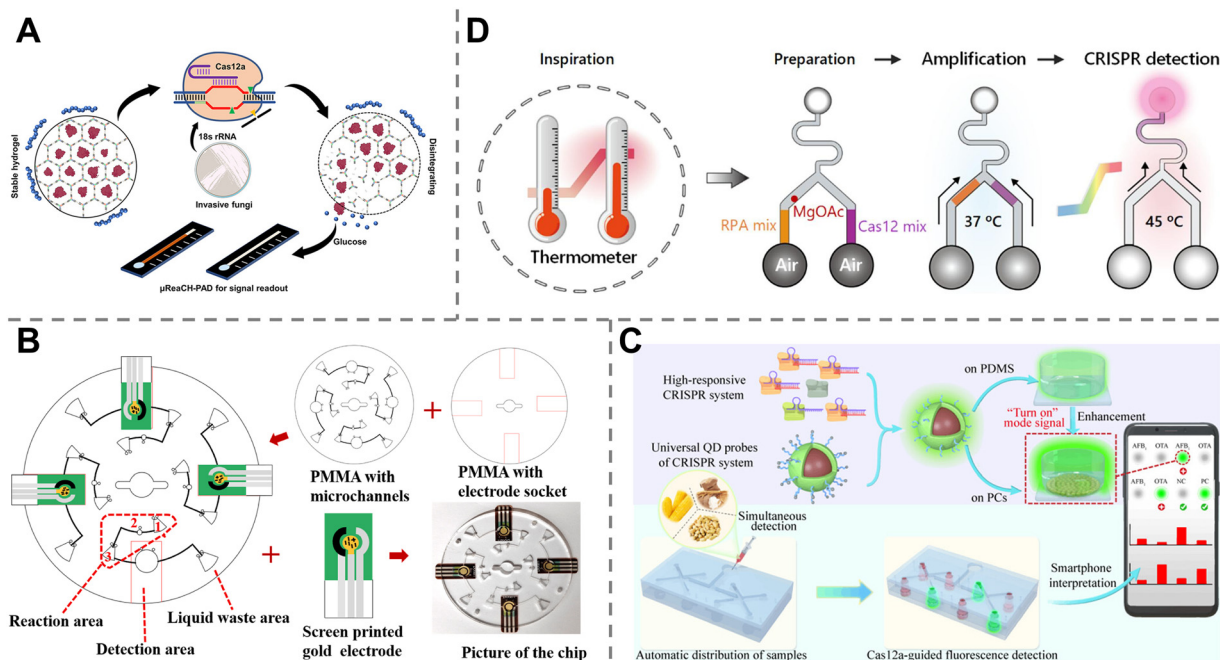 A
Cas12a
18s rRNA
Invasive fungi
Stable hydrogel
Disintegrating
Glucose
μReaCH-PAD for signal readout
D
Inspiration
Thermometer
Preparation
Amplification
CRISPR detection
MgOAc
RPA mix
Cas12 mix
Air
Air
37 ºC
45 ºC
B
PMMA with
microchannels
PMMA with
electrode socket
1
2
3
Reaction area
Detection area
Liquid waste area
Screen printed
gold electrode
Picture of the chip
C
High-responsive
CRISPR system
Universal QD probes
of CRISPR system
Simultaneous
detection
on PDMS
“Turn on”
mode signal
Enhancement
on PCs
AFB₁ OTA AFB₁ OTA
AFB₁ OTA NC PC
Smartphone
interpretation
Automatic distribution of samples
Cas12a-guided fluorescence detection